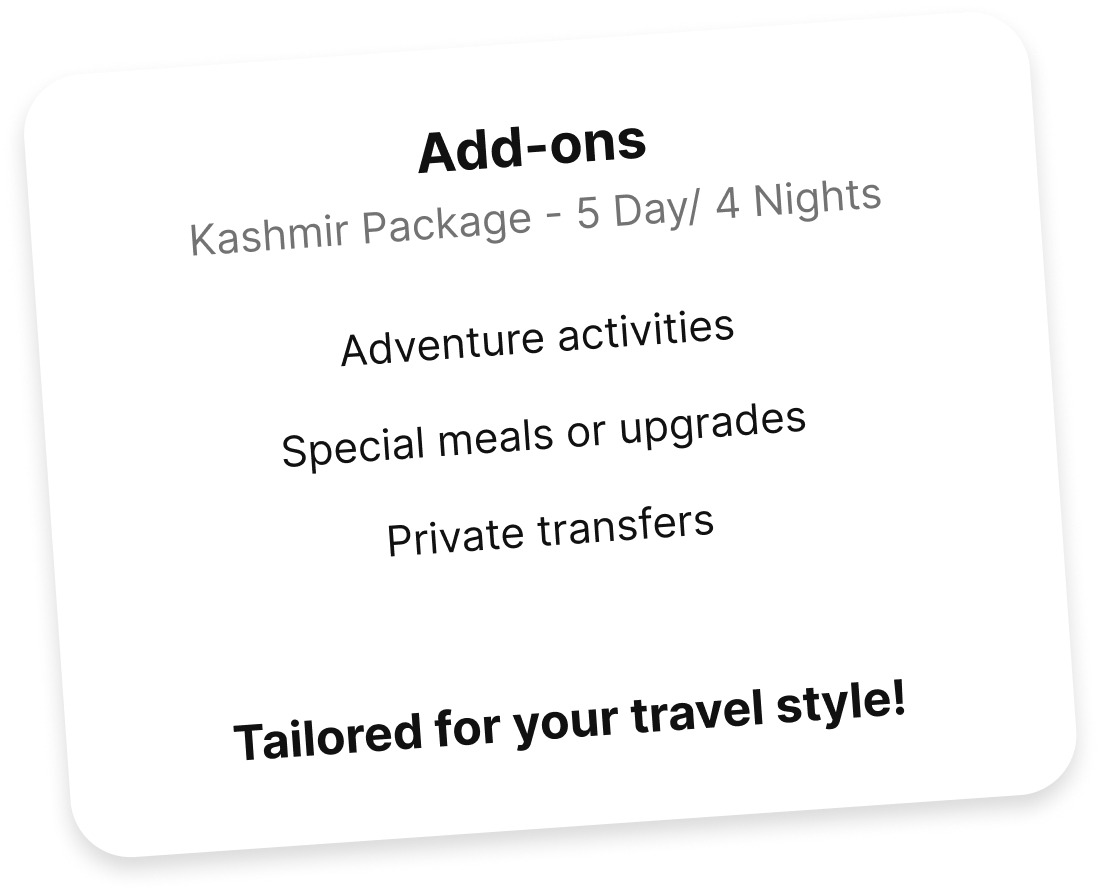 Add-ons
Kashmir Package - 5 Day/ 4 Nights
Adventure activities
Special meals or upgrades
Private transfers
Tailored for your travel style!